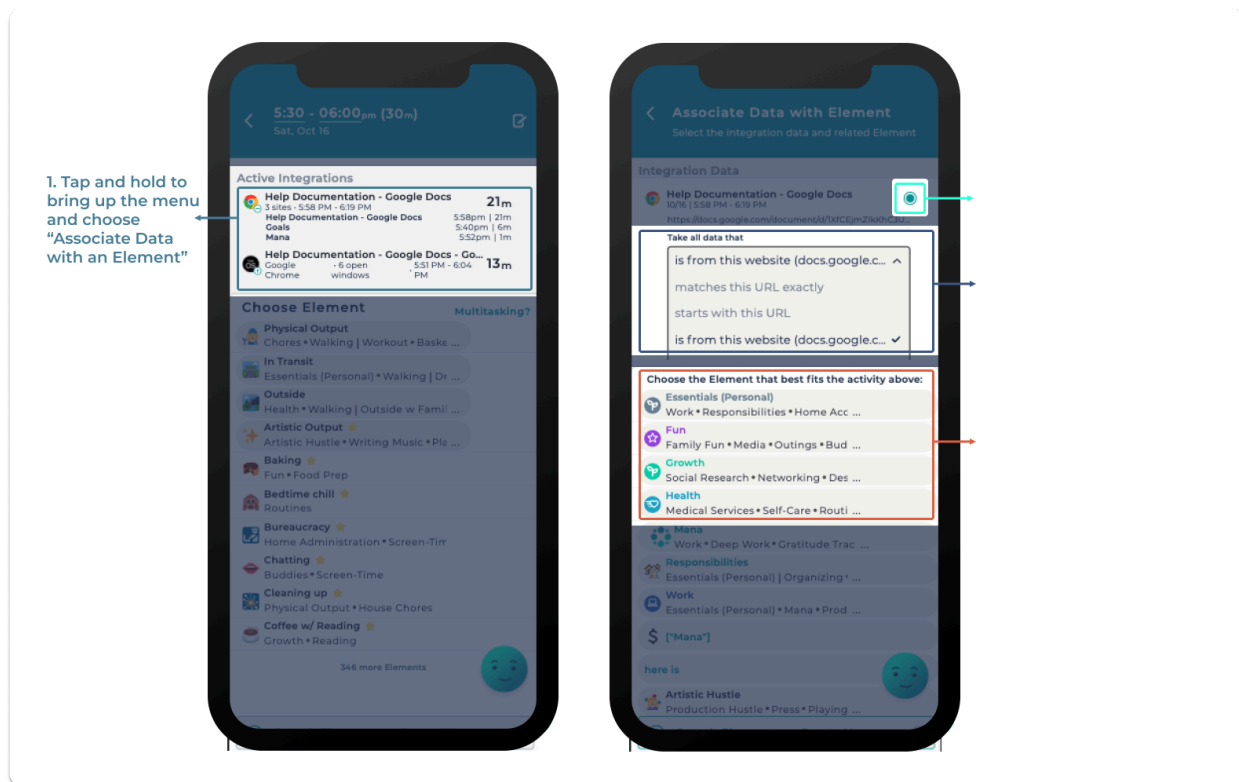 1. Tap and hold to
bring up the menu
and choose
“Associate Data
with an Element”
5:30 - 06:00pm (30m)
Sat, Oct 16
Active Integrations
Help Documentation - Google Docs 21m
3 sites • 5:58 PM - 6:19 PM
Help Documentation - Google Docs 5:58pm | 21m
Goals 5:40pm | 6m
Mana 5:52pm | 1m
Help Documentation - Google Docs - Go... 13m
Google Chrome • 6 open windows • 5:51 PM - 6:04 PM
Choose Element
Multitasking?
Physical Output
Chores • Walking | Workout • Baske ...
In Transit
Essentials (Personal) • Walking | Dr ...
Outside
Health • Walking | Outside w Famil ...
Artistic Output
Artistic Hustle • Writing Music • Pla ...
Baking
Fun • Food Prep
Bedtime chill
Routines
Bureaucracy
Home Administration • Screen-Tim
Chatting
Buddies • Screen-Time
Cleaning up
Physical Output • House Chores
Coffee w/ Reading
Growth • Reading
346 more Elements
Associate Data with Element
Select the integration data and related Element
Integration Data
Help Documentation - Google Docs
10/16 | 5:58 PM - 6:19 PM
Take all data that
is from this website (docs.google.c...
matches this URL exactly
starts with this URL
is from this website (docs.google.c...
Choose the Element that best fits the activity above:
Essentials (Personal)
Work • Responsibilities • Home Acc ...
Fun
Family Fun • Media • Outings • Bud ...
Growth
Social Research • Networking • Des ...
Health
Medical Services • Self-Care • Routi ...
Mana
Work • Deep Work • Gratitude Trac ...
Responsibilities
Essentials (Personal) | Organizing • ...
Work
Essentials (Personal) • Mana • Prod ...
$ ["Mana"]
here is
Artistic Hustle
Production Hustle • Press • Playing ...